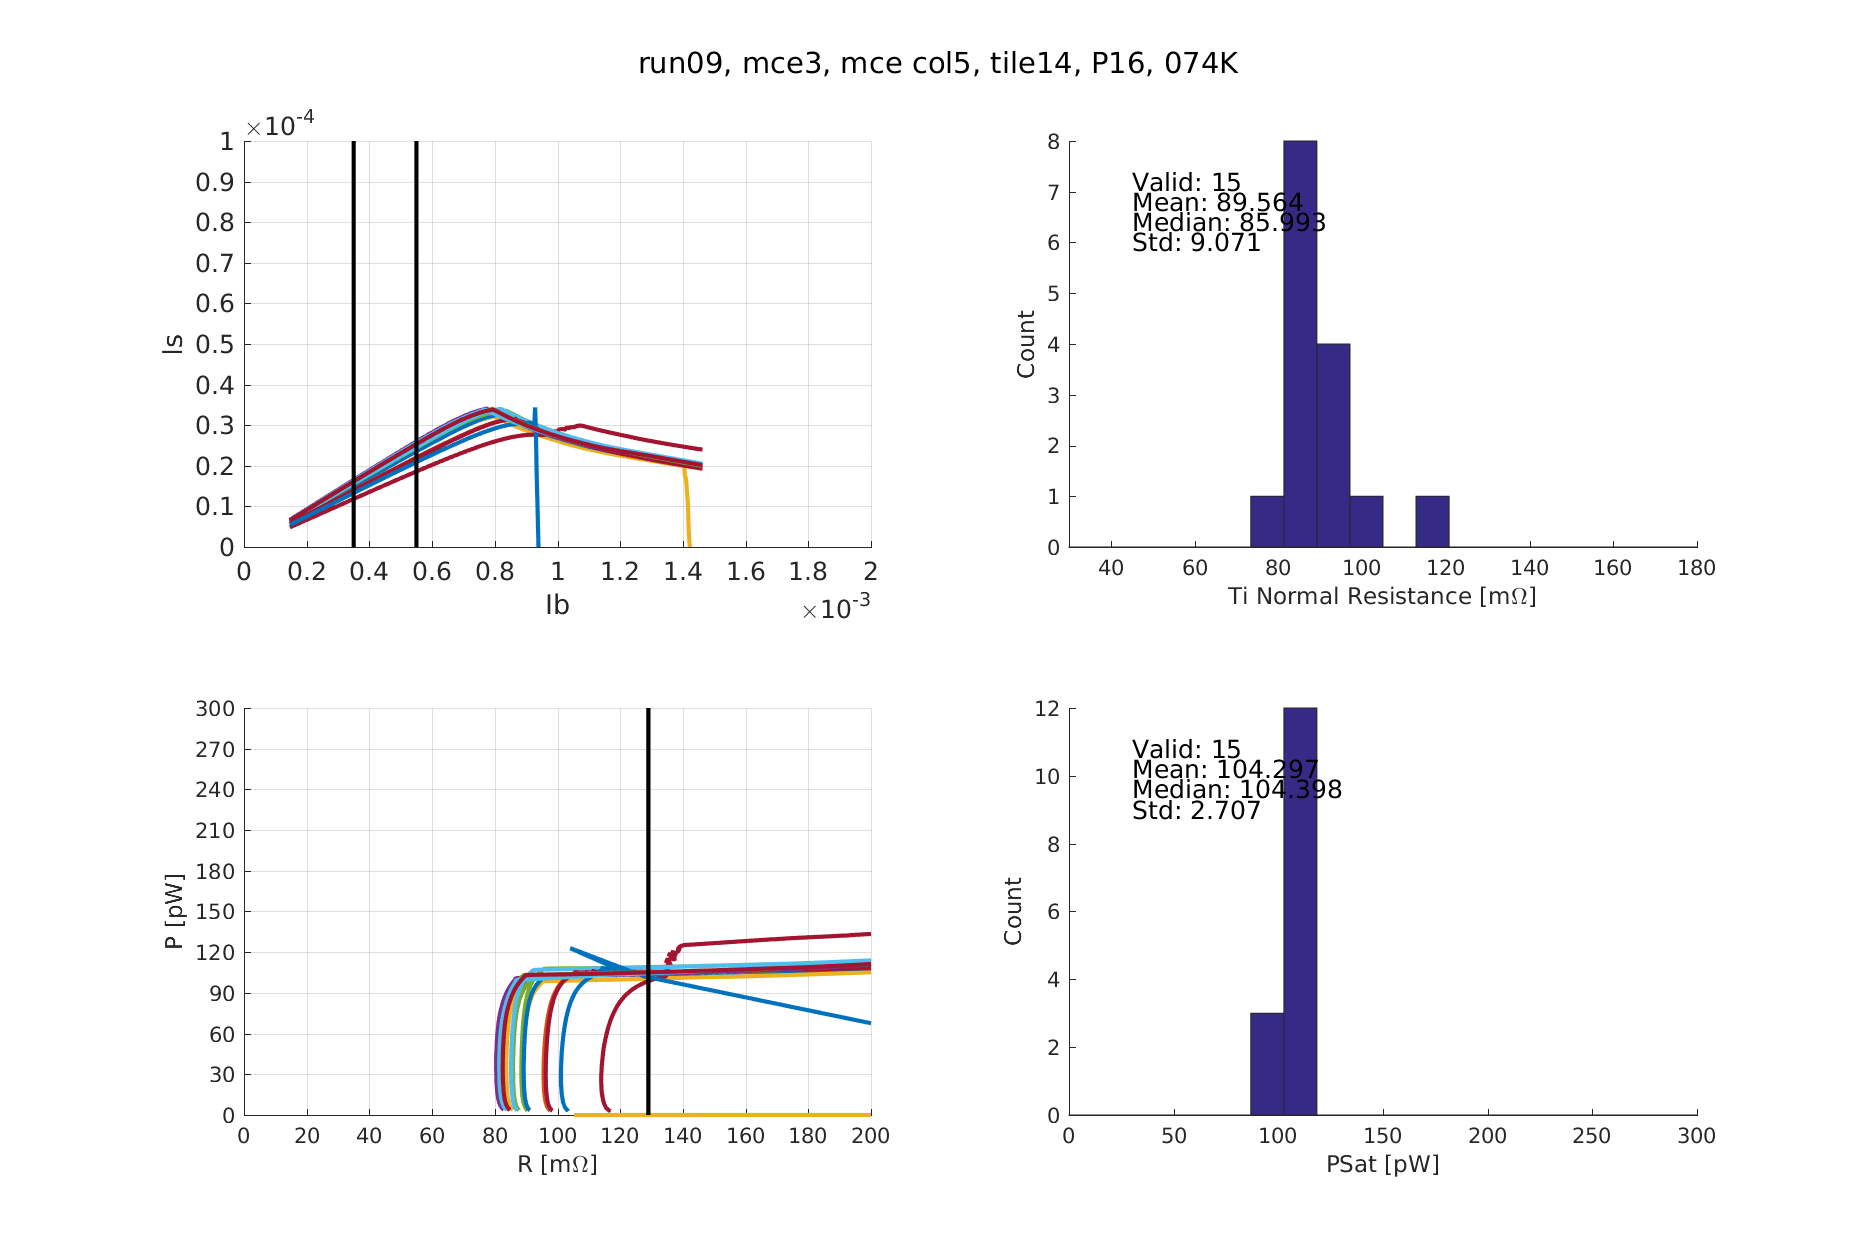 run09, mce3, mce col5, tile14, P16, 074K
×10-4
1
0.9
0.8
0.7
0.6
0.5
0.4
0.3
0.2
0.1
0
Is
0 0.2 0.4 0.6 0.8 1 1.2 1.4 1.6 1.8 2
Ib
×10-3
8
7
6
5
4
3
2
1
0
Count
Valid: 15
Mean: 89.564
Median: 85.993
Std: 9.071
40 60 80 100 120 140 160 180
Ti Normal Resistance [mΩ]
300
270
240
210
180
150
120
90
60
30
0
P [pW]
0 20 40 60 80 100 120 140 160 180 200
R [mΩ]
12
10
8
6
4
2
0
Count
Valid: 15
Mean: 104.297
Median: 104.398
Std: 2.707
0 50 100 150 200 250 300
PSat [pW]